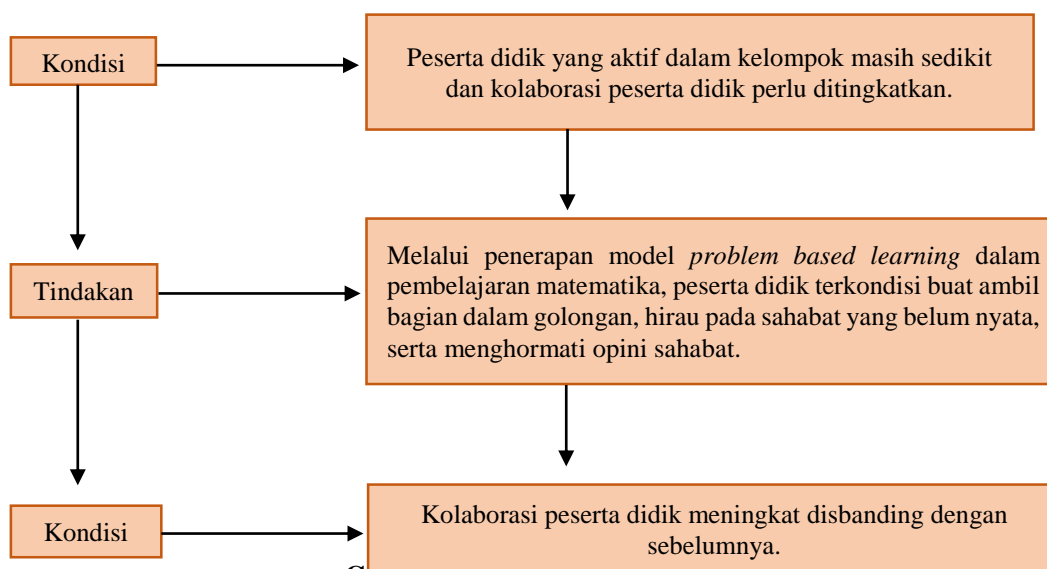 Kondisi
Peserta didik yang aktif dalam kelompok masih sedikit
dan kolaborasi peserta didik perlu ditingkatkan.
Tindakan
Melalui penerapan model problem based learning dalam
pembelajaran matematika, peserta didik terkondisi buat ambil
bagian dalam golongan, hirau pada sahabat yang belum nyata,
serta menghormati opini sahabat.
Kondisi
Kolaborasi peserta didik meningkat disbanding dengan
sebelumnya.